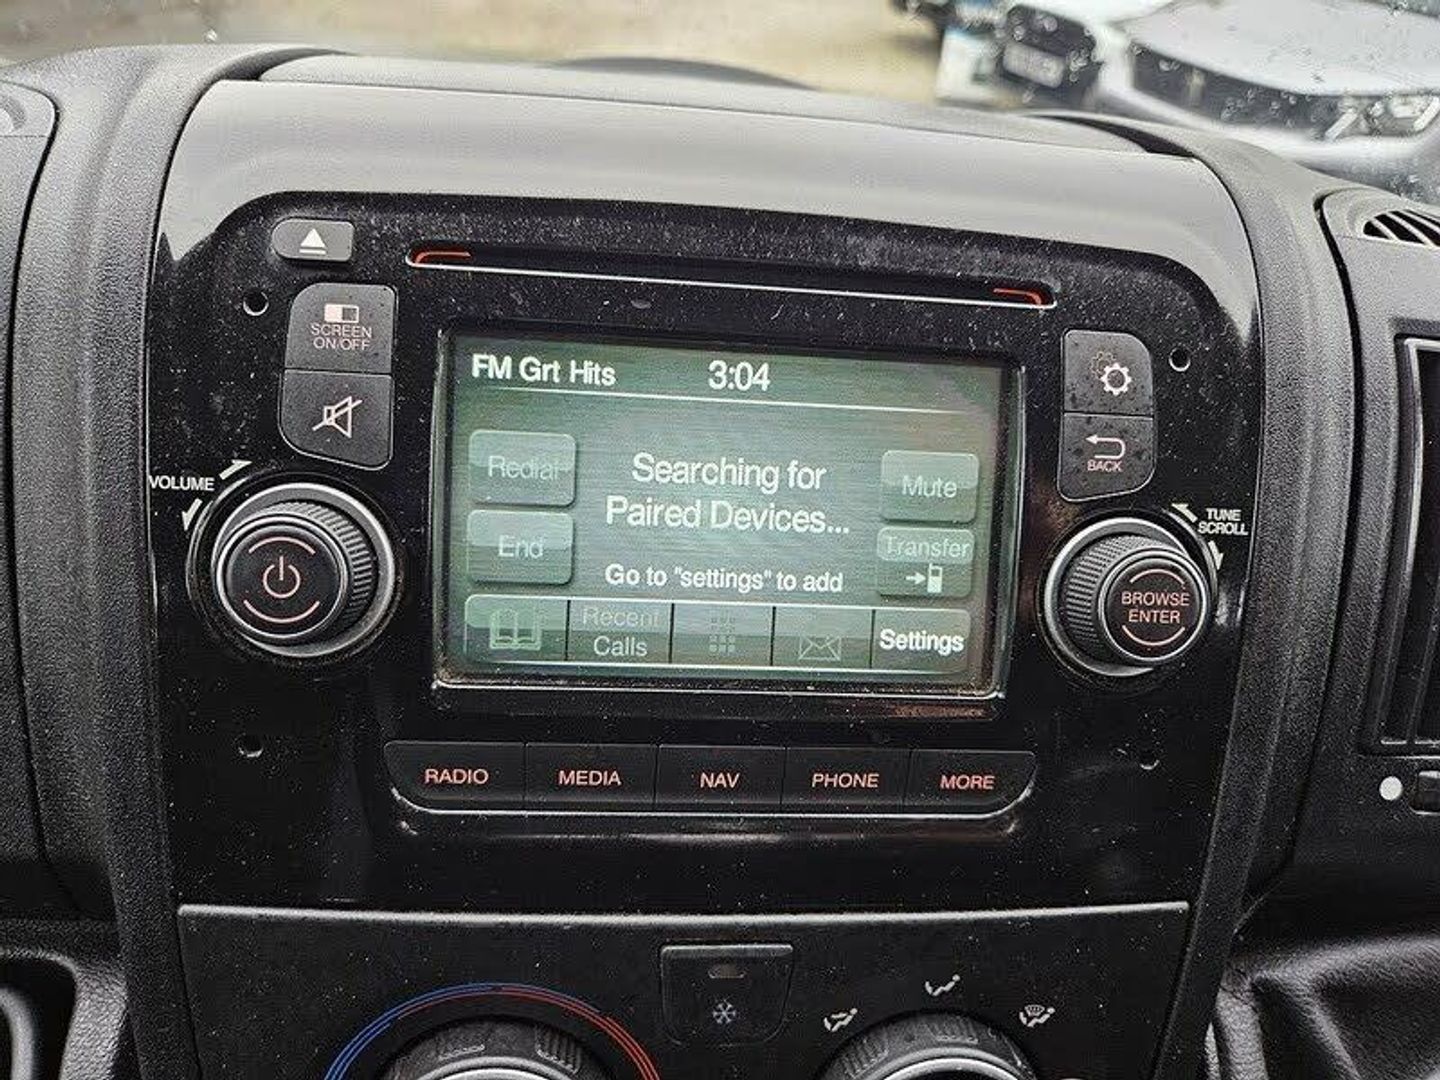 SCREEN
ON/OFF
VOLUME
FM Grt Hits 3:04
Redial
Searching for
Paired Devices...
Mute
End
Transfer
Go to "settings" to add
Recent
Calls
Settings
BACK
TUNE
SCROLL
BROWSE
ENTER
RADIO MEDIA NAV PHONE MORE